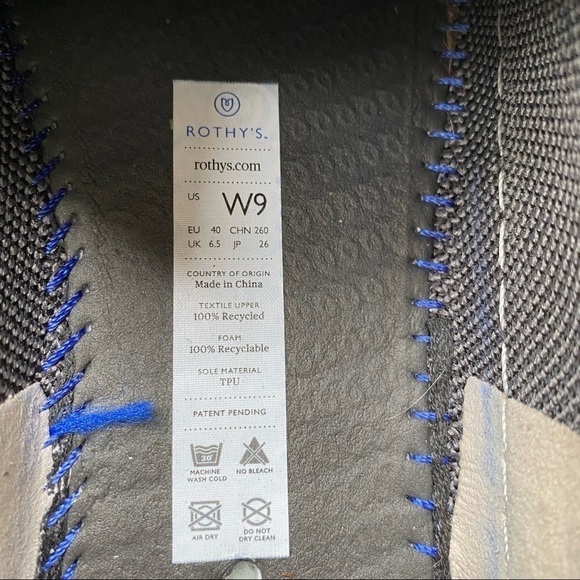 ROTHY'S™
rothys.com
US W9
EU 40 CHN 260
UK 6.5 JP 26
COUNTRY OF ORIGIN
Made in China
TEXTILE UPPER
100% Recycled
FOAM
100% Recyclable
SOLE MATERIAL
TPU
PATENT PENDING
30°
MACHINE WASH COLD
NO BLEACH
AIR DRY
DO NOT DRY CLEAN